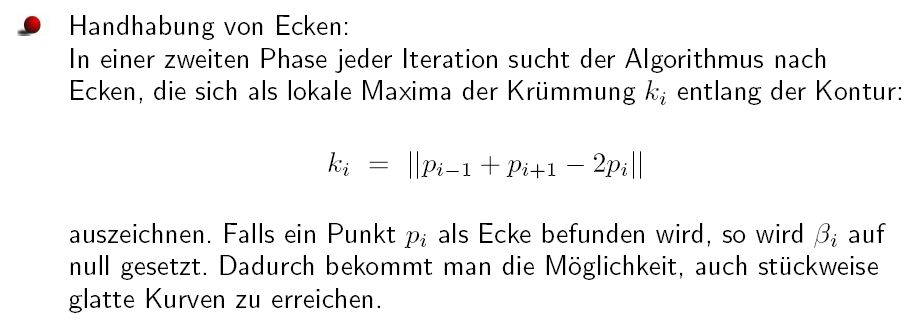 Handhabung von Ecken:
In einer zweiten Phase jeder Iteration sucht der Algorithmus nach
Ecken, die sich als lokale Maxima der Krümmung k_i entlang der Kontur:
k_i = ||p_{i−1} + p_{i+1} − 2p_i||
auszeichnen. Falls ein Punkt p_i als Ecke befunden wird, so wird β_i auf
null gesetzt. Dadurch bekommt man die Möglichkeit, auch stückweise
glatte Kurven zu erreichen.